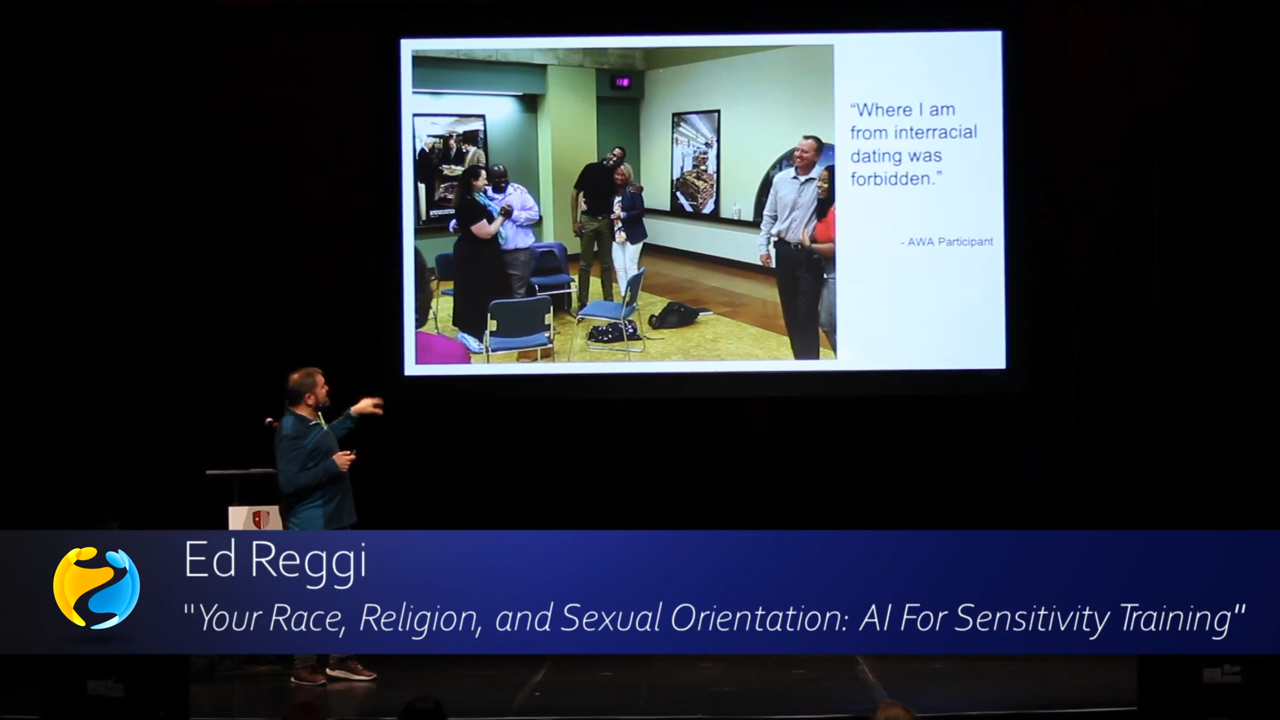 “Where I am
from interracial
dating was
forbidden.”
- AWA Participant
Ed Reggi
"Your Race, Religion, and Sexual Orientation: AI For Sensitivity Training"